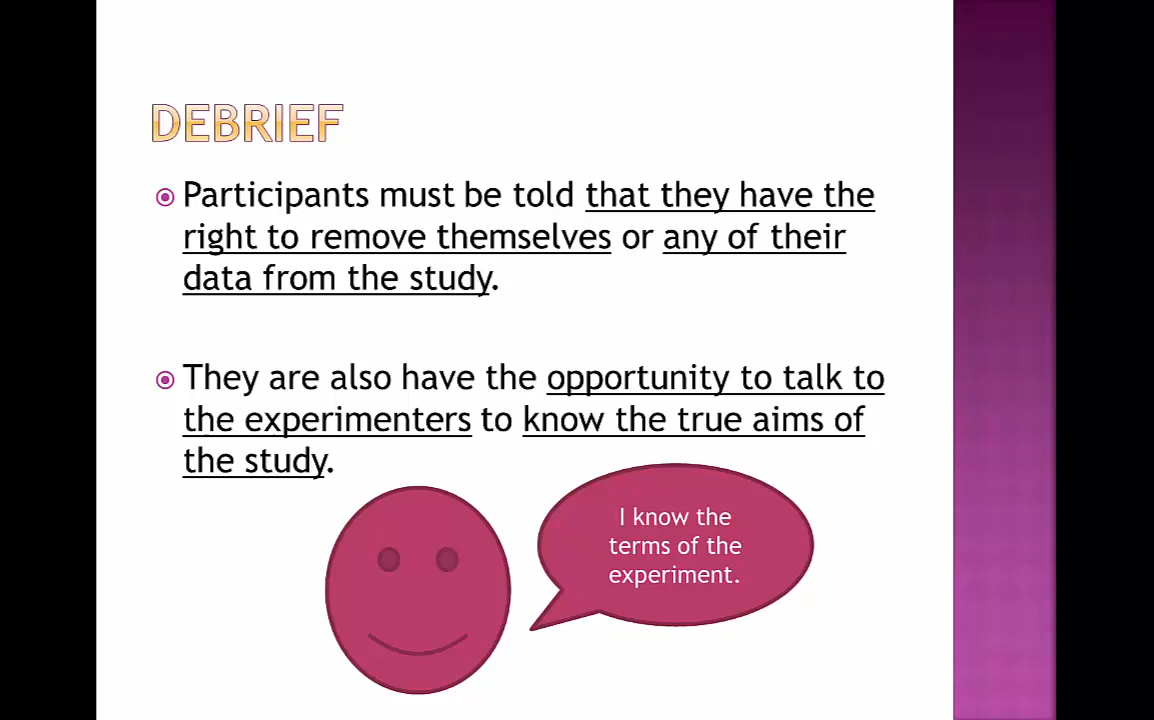 DEBRIEF
Participants must be told that they have the
right to remove themselves or any of their
data from the study.
They are also have the opportunity to talk to
the experimenters to know the true aims of
the study.
I know the
terms of the
experiment.